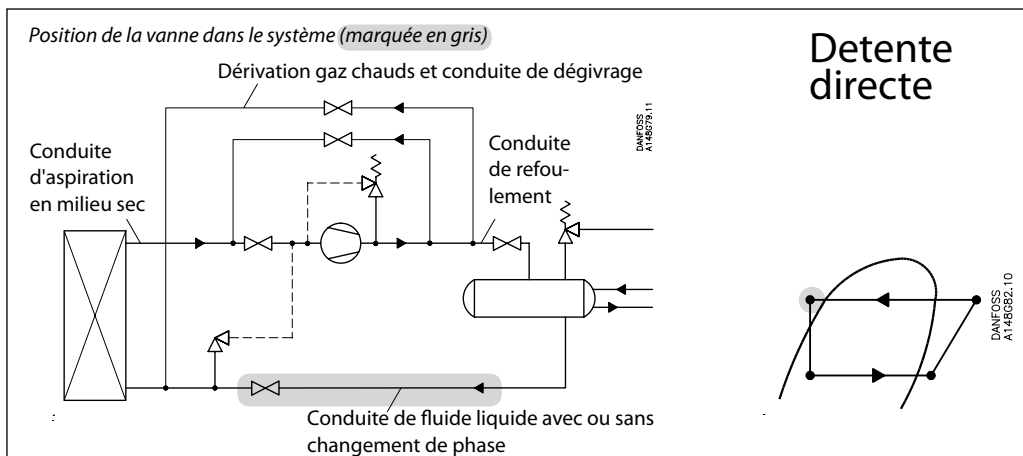 Position de la vanne dans le système (marquée en gris)
Dérivation gaz chauds et conduite de dégivrage
Conduite
d'aspiration
en milieu sec
Conduite
de refou-
lement
DANFOSS
A148G79.11
Conduite de fluide liquide avec ou sans
changement de phase
Detente
directe
DANFOSS
A148G82.10